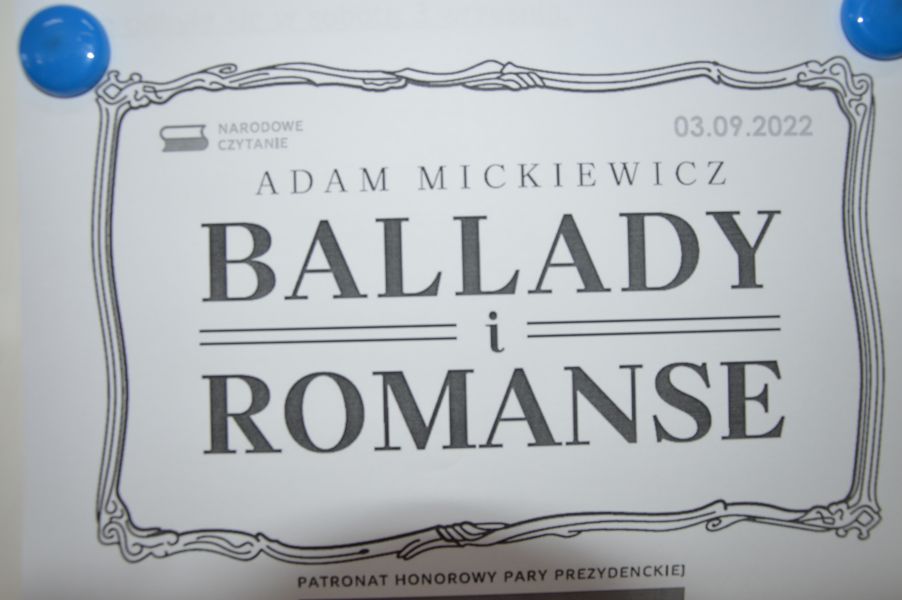 NARODOWE
CZYTANIE
03.09.2022
ADAM MICKIEWICZ
BALLADY
i
ROMANSE
PATRONAT HONOROWY PARY PREZYDENCKIEJ